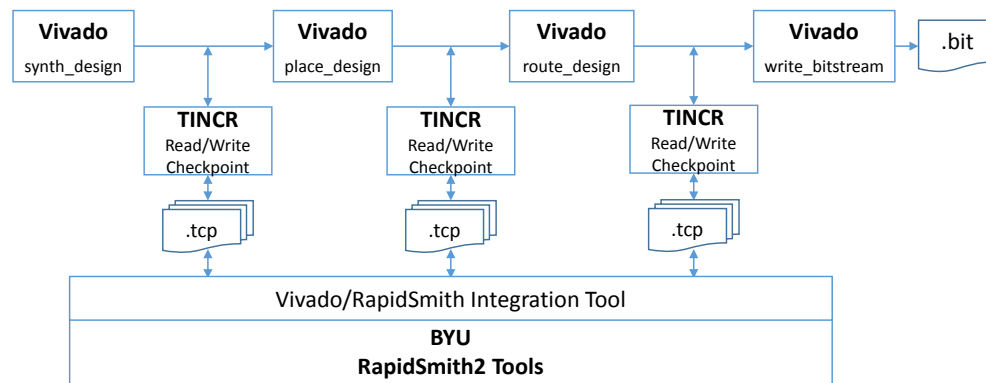 Vivado
synth_design
Vivado
place_design
Vivado
route_design
Vivado
write_bitstream
.bit
TINCR
Read/Write
Checkpoint
TINCR
Read/Write
Checkpoint
TINCR
Read/Write
Checkpoint
.tcp
.tcp
.tcp
Vivado/RapidSmith Integration Tool
BYU
RapidSmith2 Tools